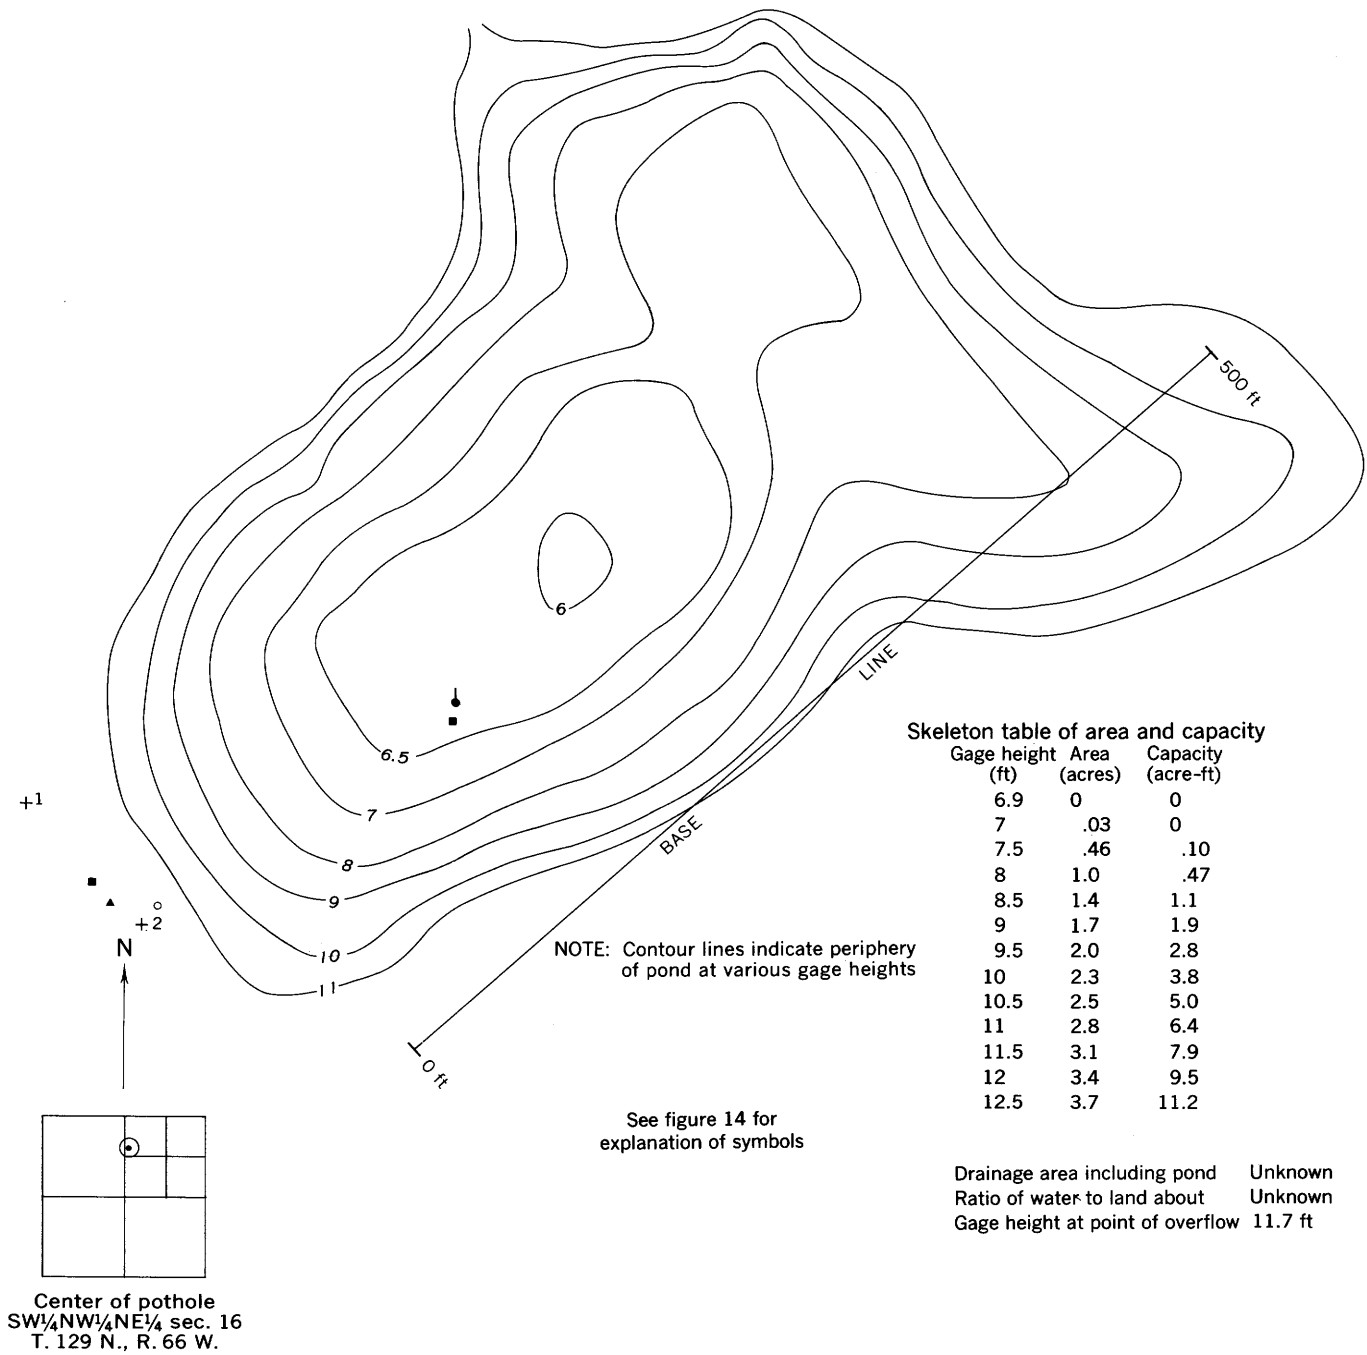 500 ft
6
6.5
7
8
9
10
11
LINE
BASE
0 ft
+1
+2
N
Skeleton table of area and capacity
Gage height Area Capacity
(ft) (acres) (acre-ft)
6.9 0 0
7 .03 0
7.5 .46 .10
8 1.0 .47
8.5 1.4 1.1
9 1.7 1.9
9.5 2.0 2.8
10 2.3 3.8
10.5 2.5 5.0
11 2.8 6.4
11.5 3.1 7.9
12 3.4 9.5
12.5 3.7 11.2
NOTE: Contour lines indicate periphery
of pond at various gage heights
See figure 14 for
explanation of symbols
Drainage area including pond Unknown
Ratio of water to land about Unknown
Gage height at point of overflow 11.7 ft
Center of pothole
SW¼NW¼NE¼ sec. 16
T. 129 N., R. 66 W.